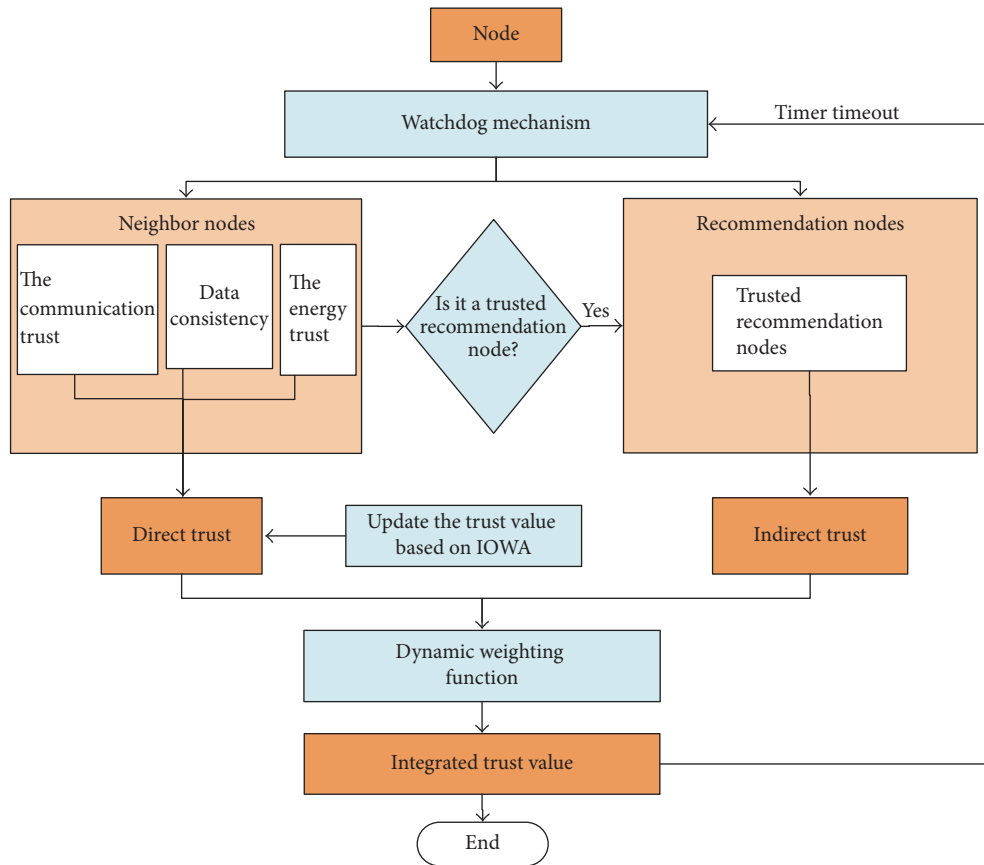 Node
Watchdog mechanism
Timer timeout
Neighbor nodes
The
communication
trust
Data
consistency
The
energy
trust
Is it a trusted
recommendation
node?
Yes
Recommendation nodes
Trusted
recommendation
nodes
Direct trust
Update the trust value
based on IOWA
Indirect trust
Dynamic weighting
function
Integrated trust value
End